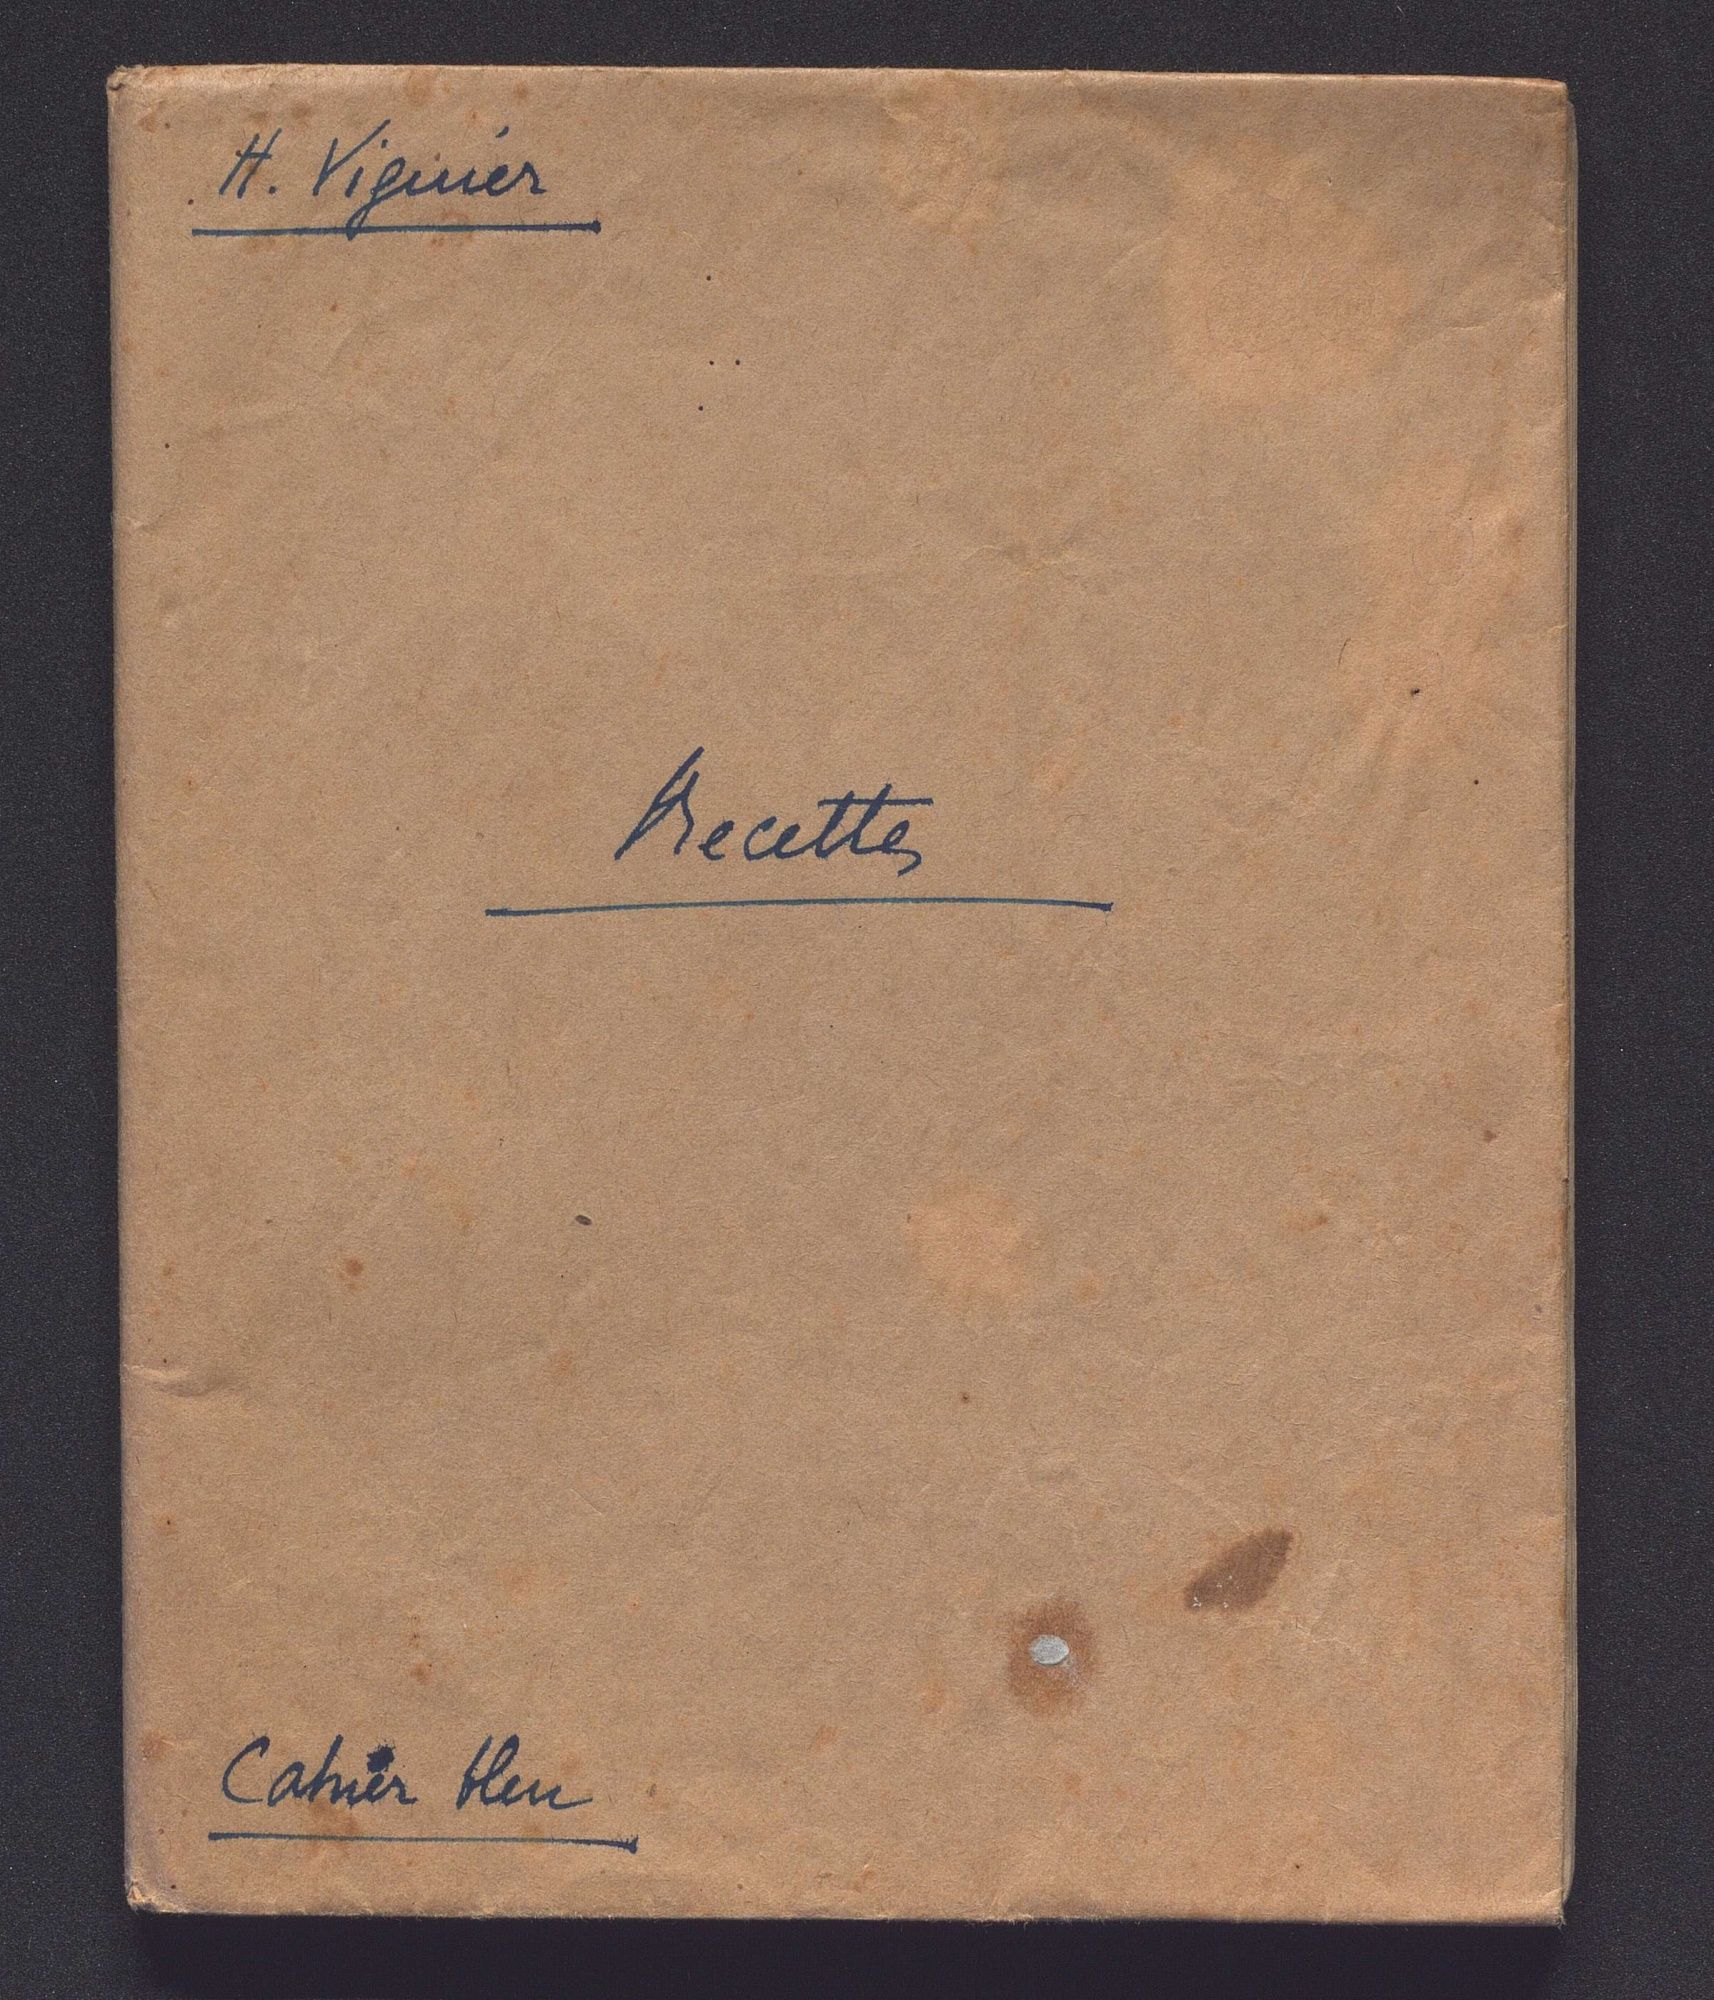 H. Viguier
Recettes
Cahier bleu